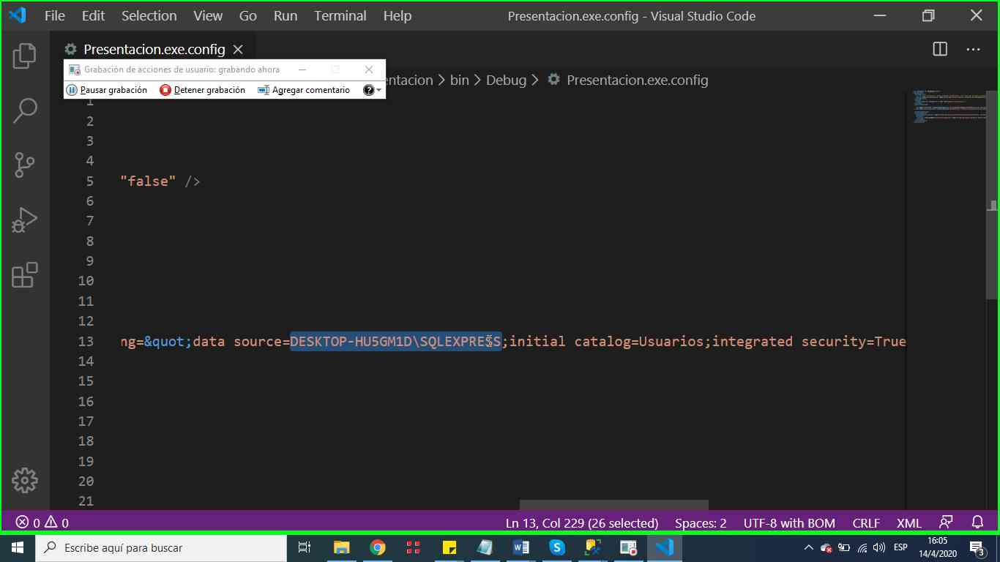 File Edit Selection View Go Run Terminal Help Presentacion.exe.config - Visual Studio Code
Presentacion.exe.config
Grabación de acciones de usuario: grabando ahora
Pausar grabación Detener grabación Agregar comentario
ntacion > bin > Debug > Presentacion.exe.config
1
2
3
4
5 "false" />
6
7
8
9
10
11
12
13 ng=&quot;data source=DESKTOP-HU5GM1D\SQLEXPRESS;initial catalog=Usuarios;integrated security=True
14
15
16
17
18
19
20
21
0 0 Ln 13, Col 229 (26 selected) Spaces: 2 UTF-8 with BOM CRLF XML
Escribe aquí para buscar
ESP
16:05
14/4/2020
3